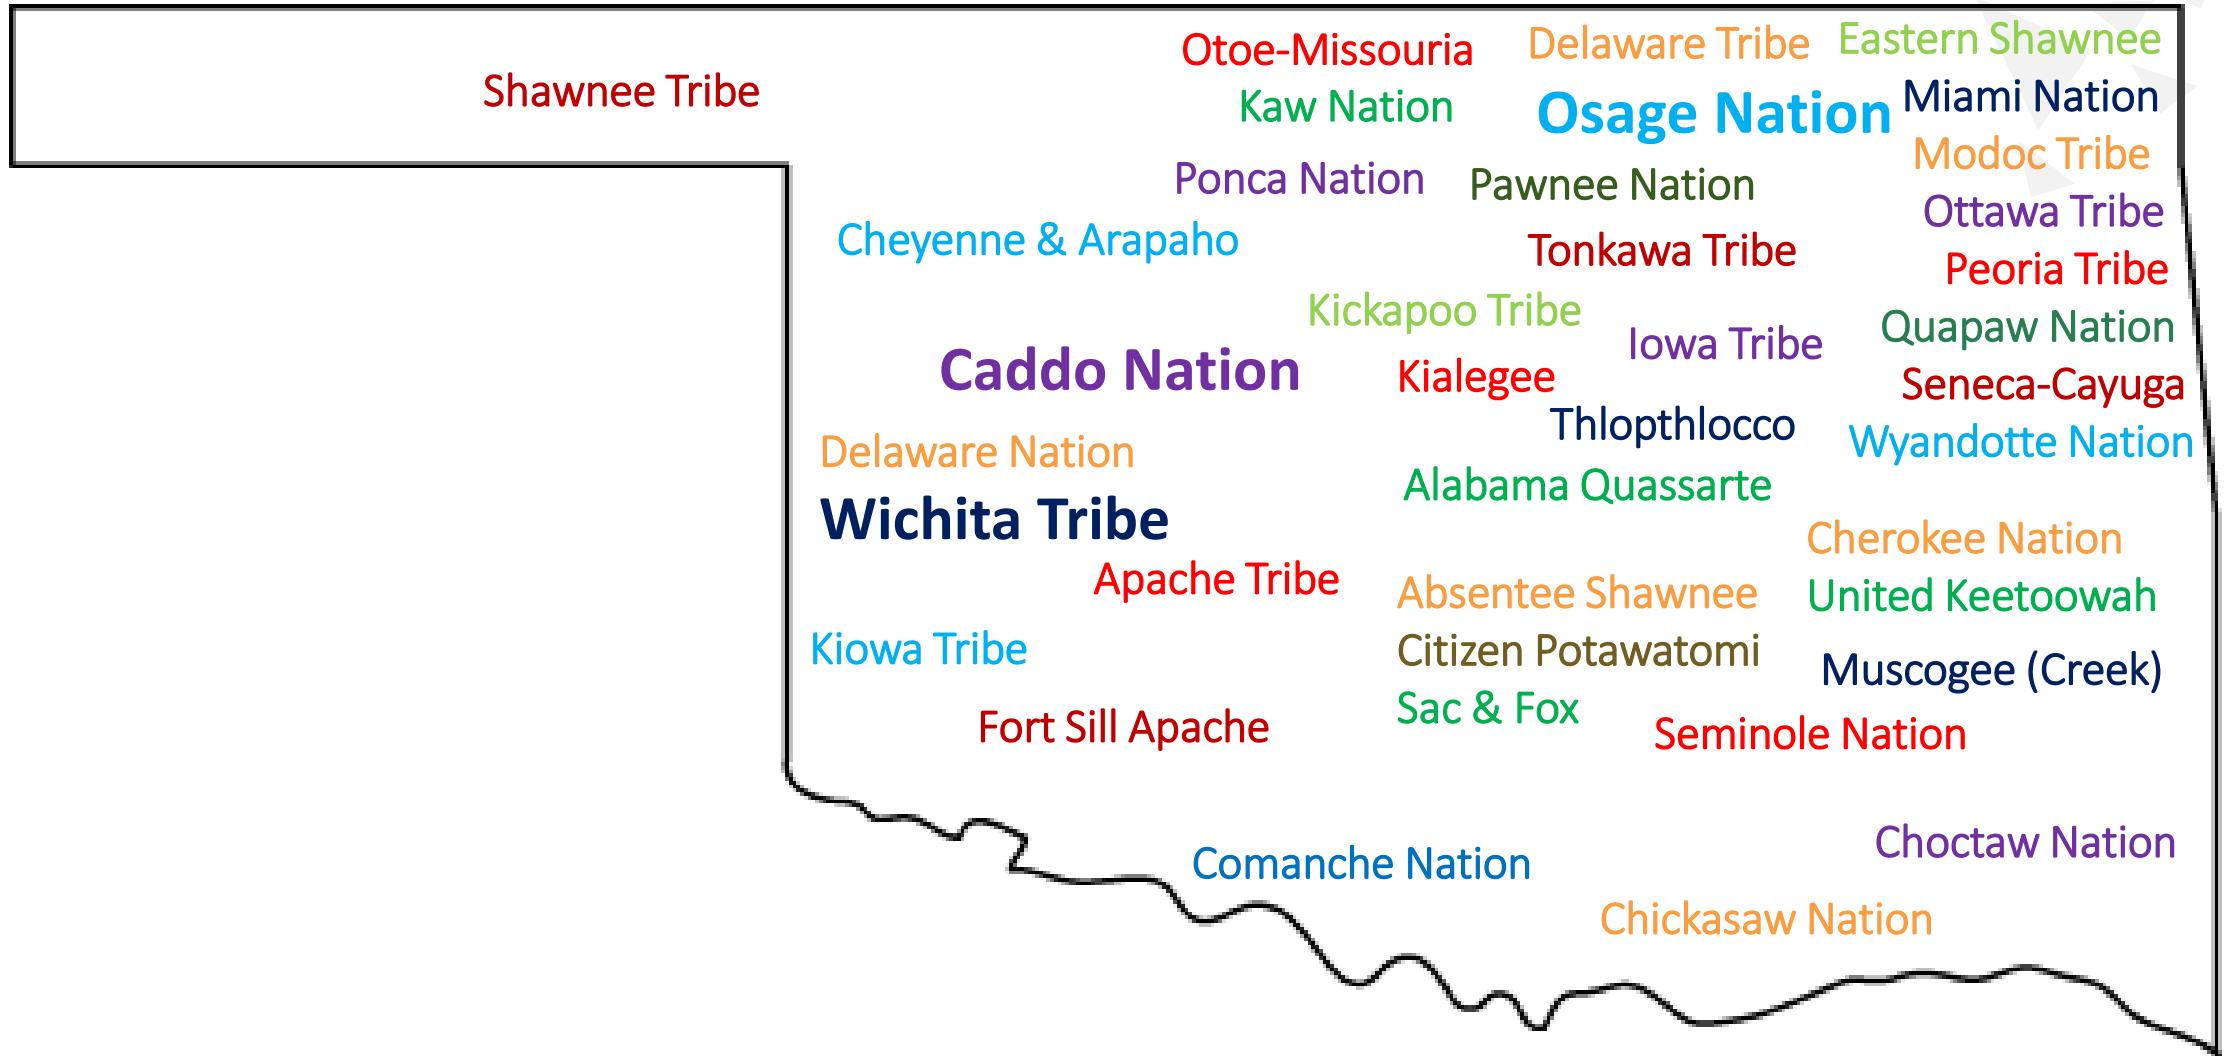 Otoe-Missouria
Delaware Tribe
Eastern Shawnee
Shawnee Tribe
Kaw Nation
Osage Nation
Miami Nation
Modoc Tribe
Ponca Nation
Pawnee Nation
Ottawa Tribe
Cheyenne & Arapaho
Tonkawa Tribe
Peoria Tribe
Kickapoo Tribe
Iowa Tribe
Quapaw Nation
Caddo Nation
Kialegee
Seneca-Cayuga
Thlopthlocco
Wyandotte Nation
Delaware Nation
Alabama Quassarte
Wichita Tribe
Cherokee Nation
Apache Tribe
Absentee Shawnee
United Keetoowah
Kiowa Tribe
Citizen Potawatomi
Muscogee (Creek)
Sac & Fox
Fort Sill Apache
Seminole Nation
Choctaw Nation
Comanche Nation
Chickasaw Nation